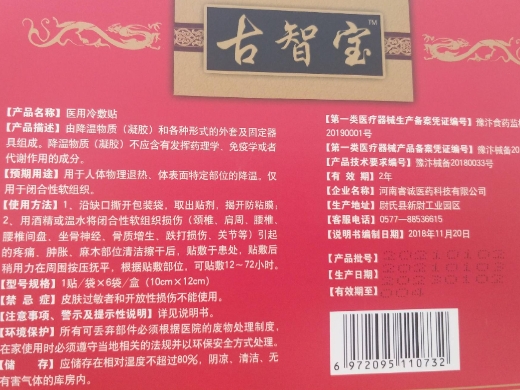 古智宝™
【产品名称】医用冷敷贴
【产品描述】由降温物质（凝胶）和各种形式的外套及固定器
具组成。降温物质（凝胶）不应含有发挥药理学、免疫学或者
代谢作用的成分。
【预期用途】用于人体物理退热、体表面特定部位的降温。仅
用于闭合性软组织。
【使用方法】1、沿缺口撕开包装袋，取出贴剂，揭开防粘膜；
2、用酒精或温水将闭合性软组织损伤（颈椎、肩周、腰椎、
腰椎间盘、坐骨神经、骨质增生、跌打损伤、关节等）引起
的疼痛、肿胀、麻木部位清洁擦干后，贴敷于患处，贴敷后
稍用力在周围按压抚平，根据贴敷部位，可贴敷12～72小时。
【型号规格】1贴/袋×6袋/盒（10cm×12cm）
【禁忌症】皮肤过敏者和开放性损伤不能使用。
【注意事项、警示及提示性说明】详见说明书。
【环境保护】所有可丢弃部件必须根据医院的废物处理制度，
在家使用时必须遵守当地相关的法规并以环保安全方式处理。
【储存】应储存在相对湿度不超过80%，阴凉、清洁、无
有害气体的库房内。
【第一类医疗器械生产备案凭证编号】豫汴食药监械
20190001号
【第一类医疗器械产品备案凭证编号】豫汴械备20
【产品技术要求编号】豫汴械备20180033号
【有效期】2年
【企业名称】河南省诚医药科技有限公司
【生产地址】尉氏县新尉工业园区
【客服电话】0577-88536615
【说明书编制日期】2018年11月20日
【产品批号】20210102
【生产日期】20210102
【有效期至】
6 972095 110732